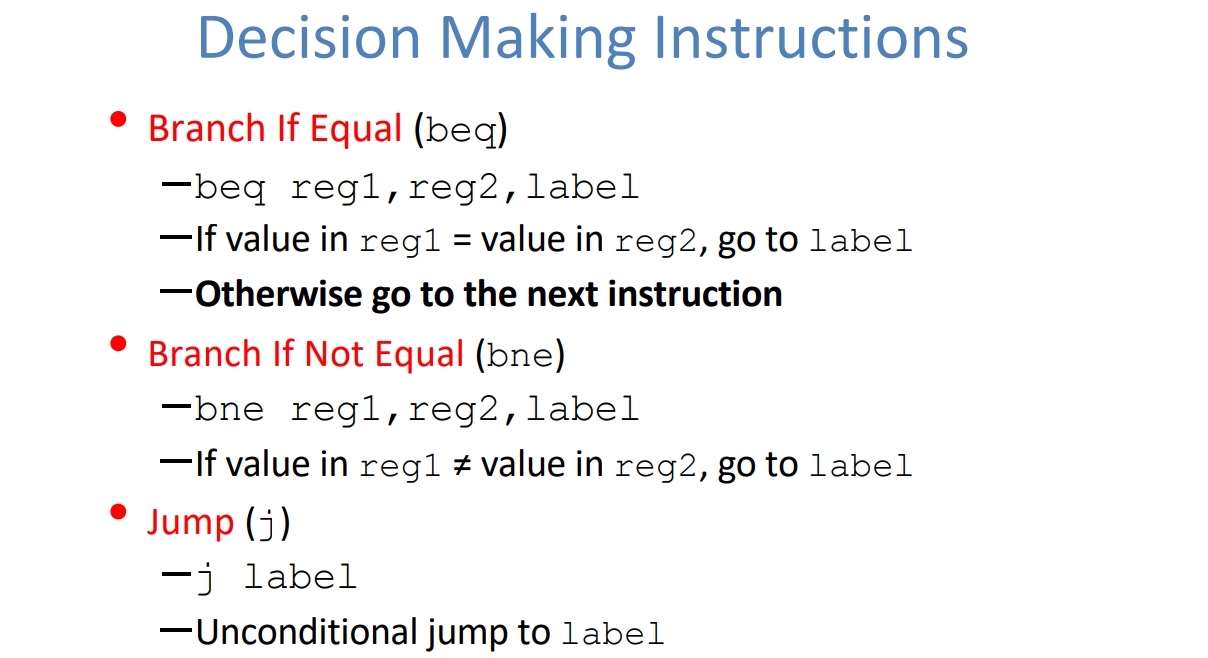 Decision Making Instructions
• Branch If Equal (beq)
—beq reg1,reg2,label
—If value in reg1 = value in reg2, go to label
—Otherwise go to the next instruction
• Branch If Not Equal (bne)
—bne reg1,reg2,label
—If value in reg1 ≠ value in reg2, go to label
• Jump (j)
—j label
—Unconditional jump to label